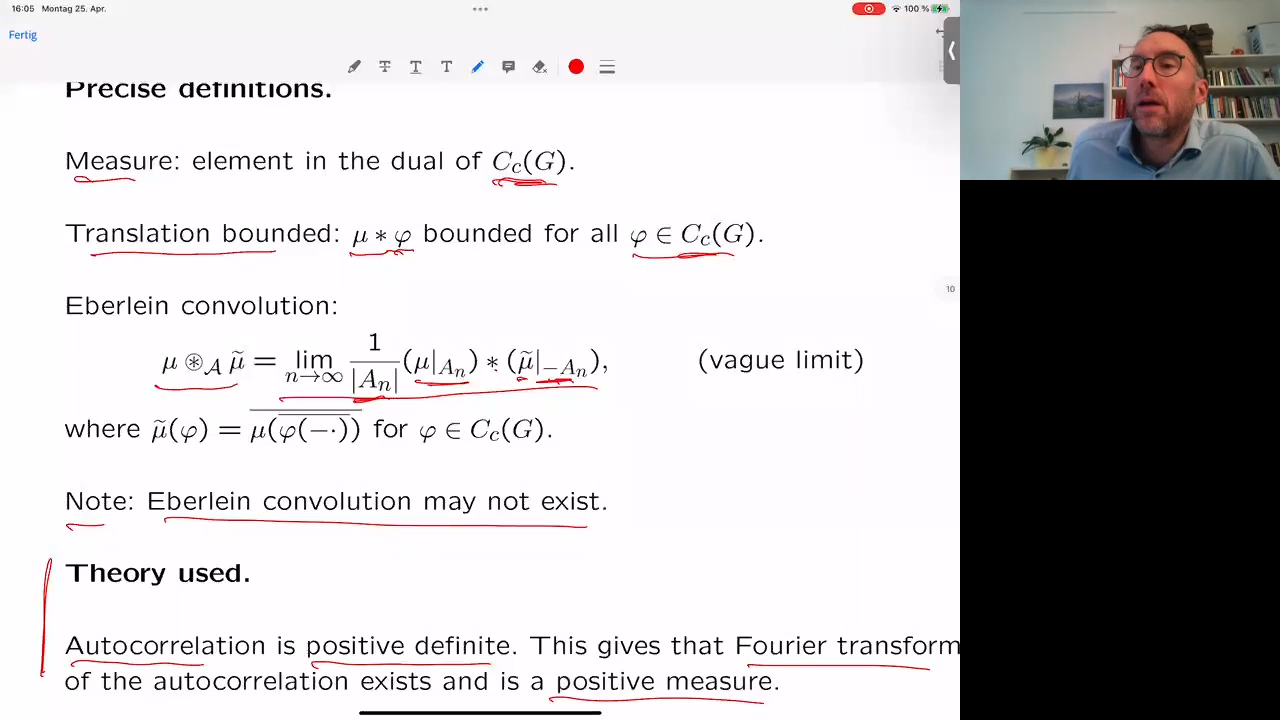 16:05 Montag 25. Apr.
100 %
Fertig
Precise definitions.
Measure: element in the dual of C_c(G).
Translation bounded: μ ∗ φ bounded for all φ ∈ C_c(G).
10
Eberlein convolution:
μ ⊛_A μ̃ = lim_{n→∞} 1/|A_n| (μ|_{A_n}) ∗ (μ̃|_{−A_n}), (vague limit)
where μ̃(φ) = \overline{μ(\overline{φ(−·)})} for φ ∈ C_c(G).
Note: Eberlein convolution may not exist.
Theory used.
Autocorrelation is positive definite. This gives that Fourier transform
of the autocorrelation exists and is a positive measure.